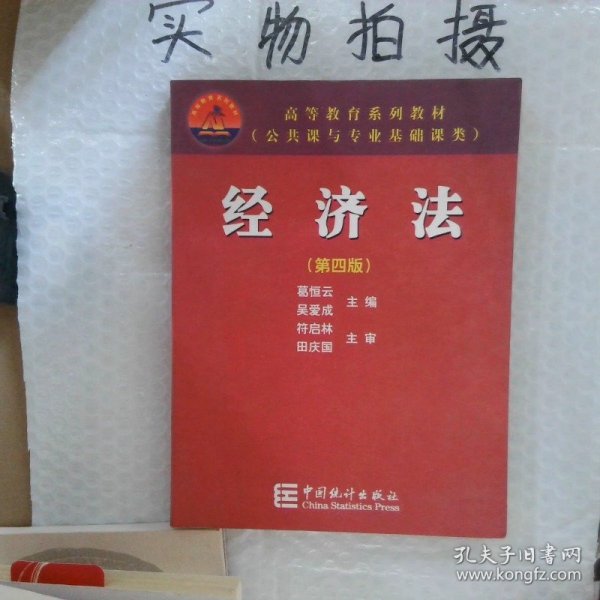 实物拍摄
高等教育系列教材
（公共课与专业基础课类）
经济法
（第四版）
葛恒云
吴爱成
主编
符启林
田庆国
主审
中国统计出版社
China Statistics Press
孔夫子旧书网
www.kongfz.com